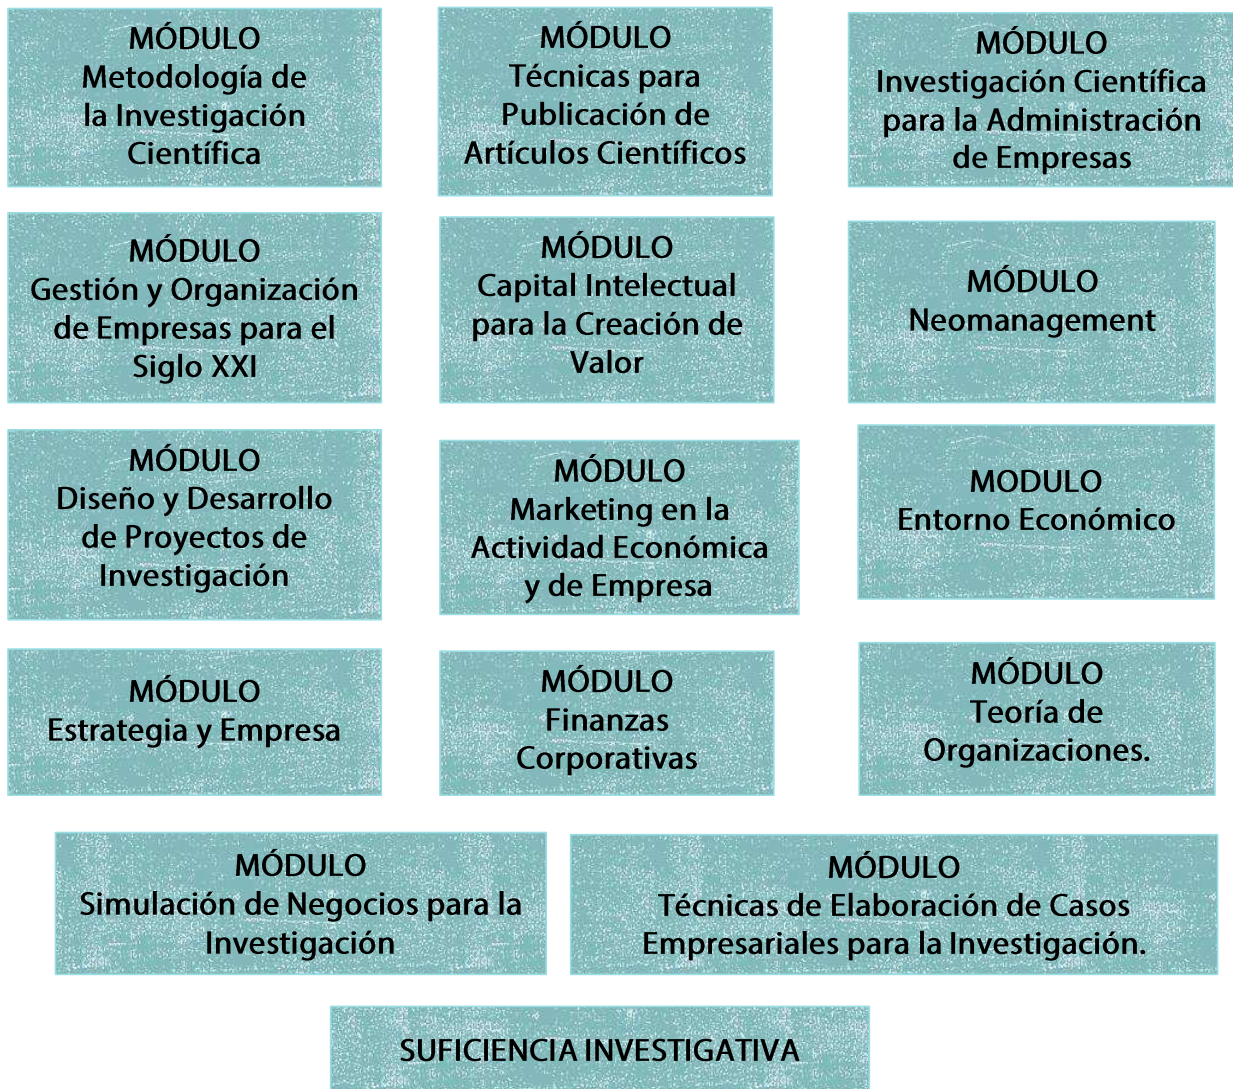 MÓDULO
Metodología de
la Investigación
Científica
MÓDULO
Técnicas para
Publicación de
Artículos Científicos
MÓDULO
Investigación Científica
para la Administración
de Empresas
MÓDULO
Gestión y Organización
de Empresas para el
Siglo XXI
MÓDULO
Capital Intelectual
para la Creación de
Valor
MÓDULO
Neomanagement
MÓDULO
Diseño y Desarrollo
de Proyectos de
Investigación
MÓDULO
Marketing en la
Actividad Económica
y de Empresa
MODULO
Entorno Económico
MÓDULO
Estrategia y Empresa
MÓDULO
Finanzas
Corporativas
MÓDULO
Teoría de
Organizaciones.
MÓDULO
Simulación de Negocios para la
Investigación
MÓDULO
Técnicas de Elaboración de Casos
Empresariales para la Investigación.
SUFICIENCIA INVESTIGATIVA